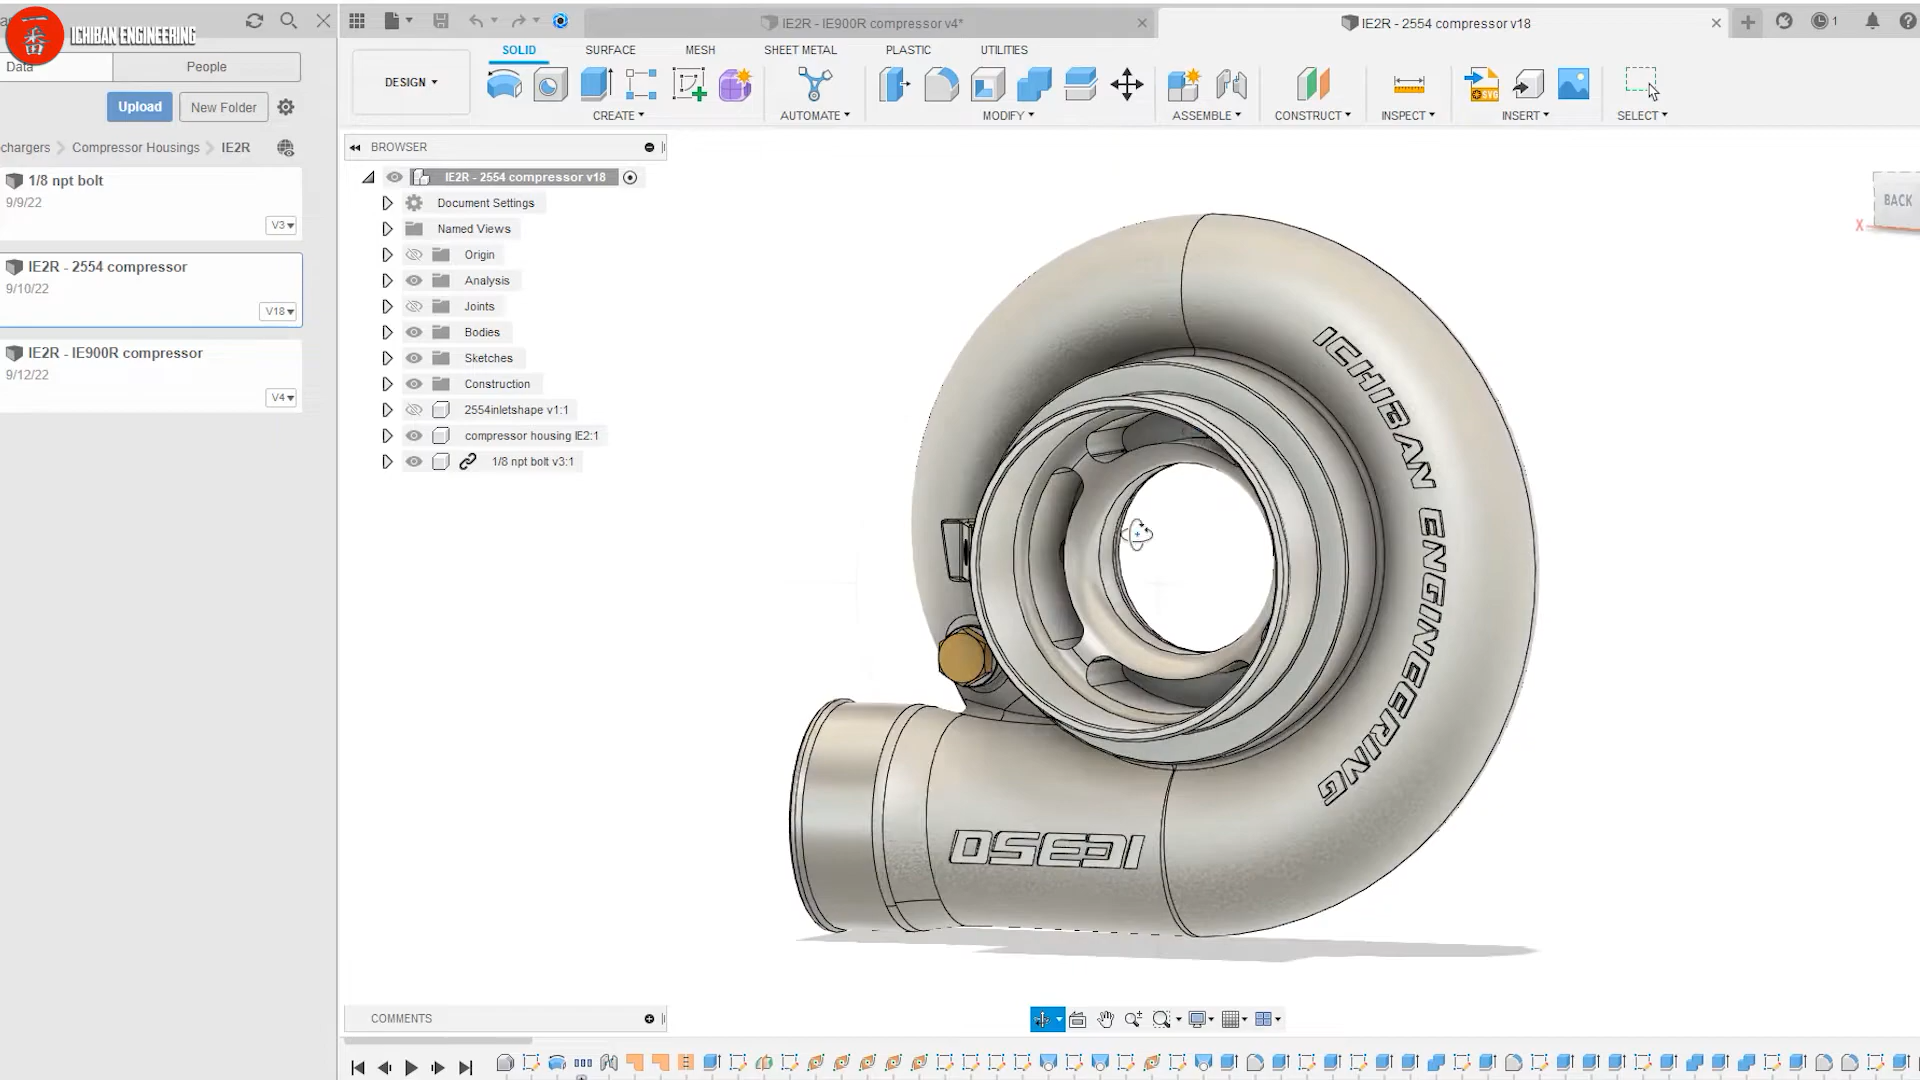 一番
ICHIBAN ENGINEERING
Data
People
Upload
New Folder
chargers
Compressor Housings
IE2R
1/8 npt bolt
9/9/22
V3
IE2R - 2554 compressor
9/10/22
V18
IE2R - IE900R compressor
9/12/22
V4
IE2R - IE900R compressor v4*
IE2R - 2554 compressor v18
1
DESIGN
SOLID
SURFACE
MESH
SHEET METAL
PLASTIC
UTILITIES
CREATE
AUTOMATE
MODIFY
ASSEMBLE
CONSTRUCT
INSPECT
SVG
INSERT
SELECT
BROWSER
IE2R - 2554 compressor v18
Document Settings
Named Views
Origin
Analysis
Joints
Bodies
Sketches
Construction
2554inletshape v1:1
compressor housing IE2:1
1/8 npt bolt v3:1
BACK
X
ICHIBAN ENGINEERING
COMMENTS